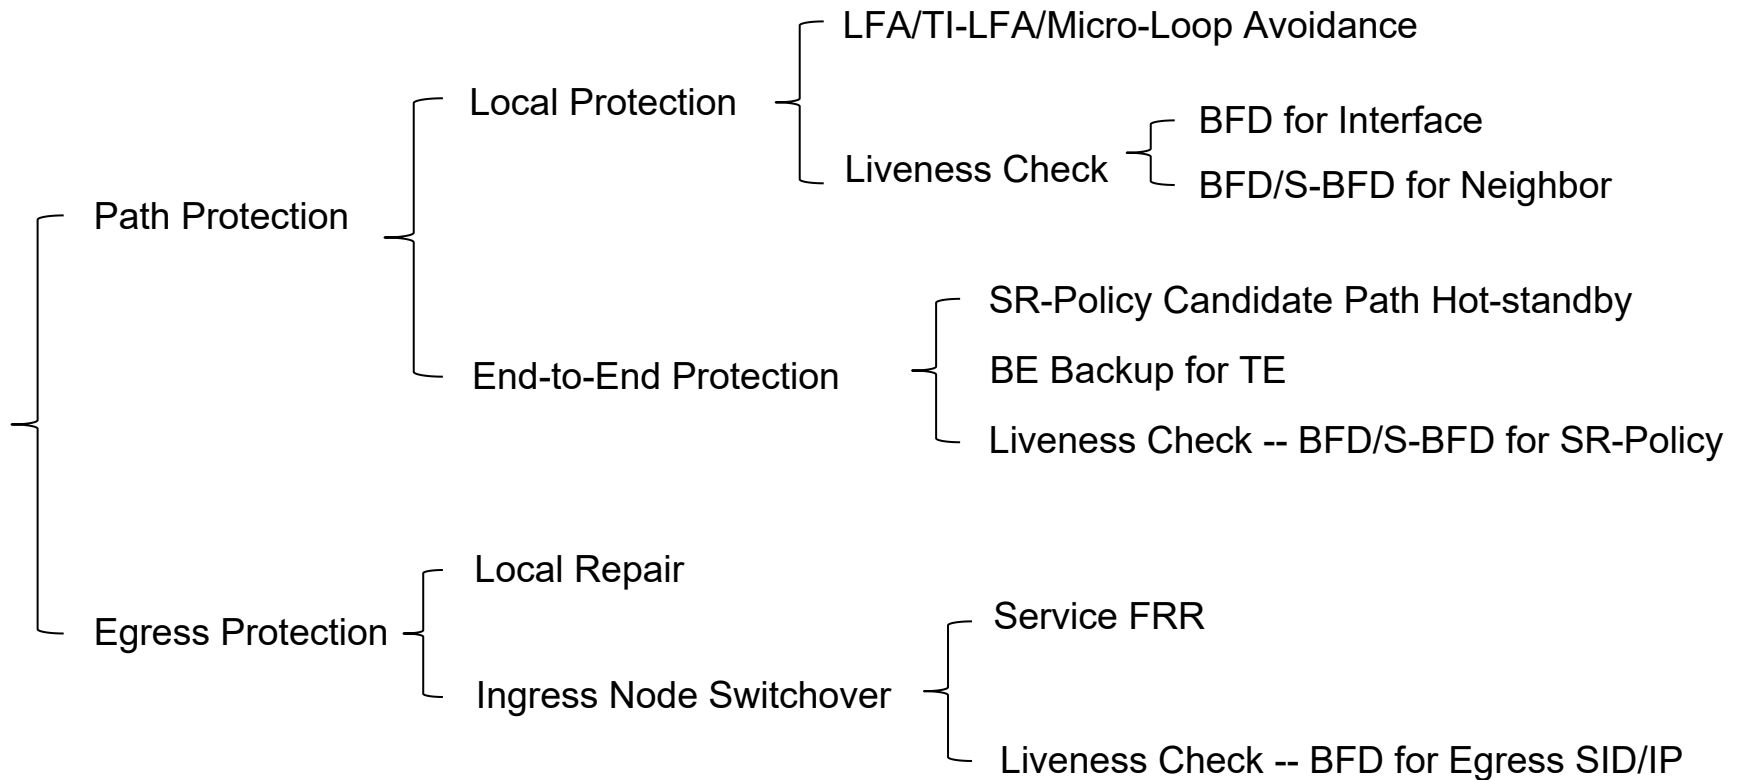 LFA/TI-LFA/Micro-Loop Avoidance
Local Protection
BFD for Interface
Liveness Check
BFD/S-BFD for Neighbor
Path Protection
SR-Policy Candidate Path Hot-standby
BE Backup for TE
End-to-End Protection
Liveness Check -- BFD/S-BFD for SR-Policy
Local Repair
Service FRR
Egress Protection
Ingress Node Switchover
Liveness Check -- BFD for Egress SID/IP